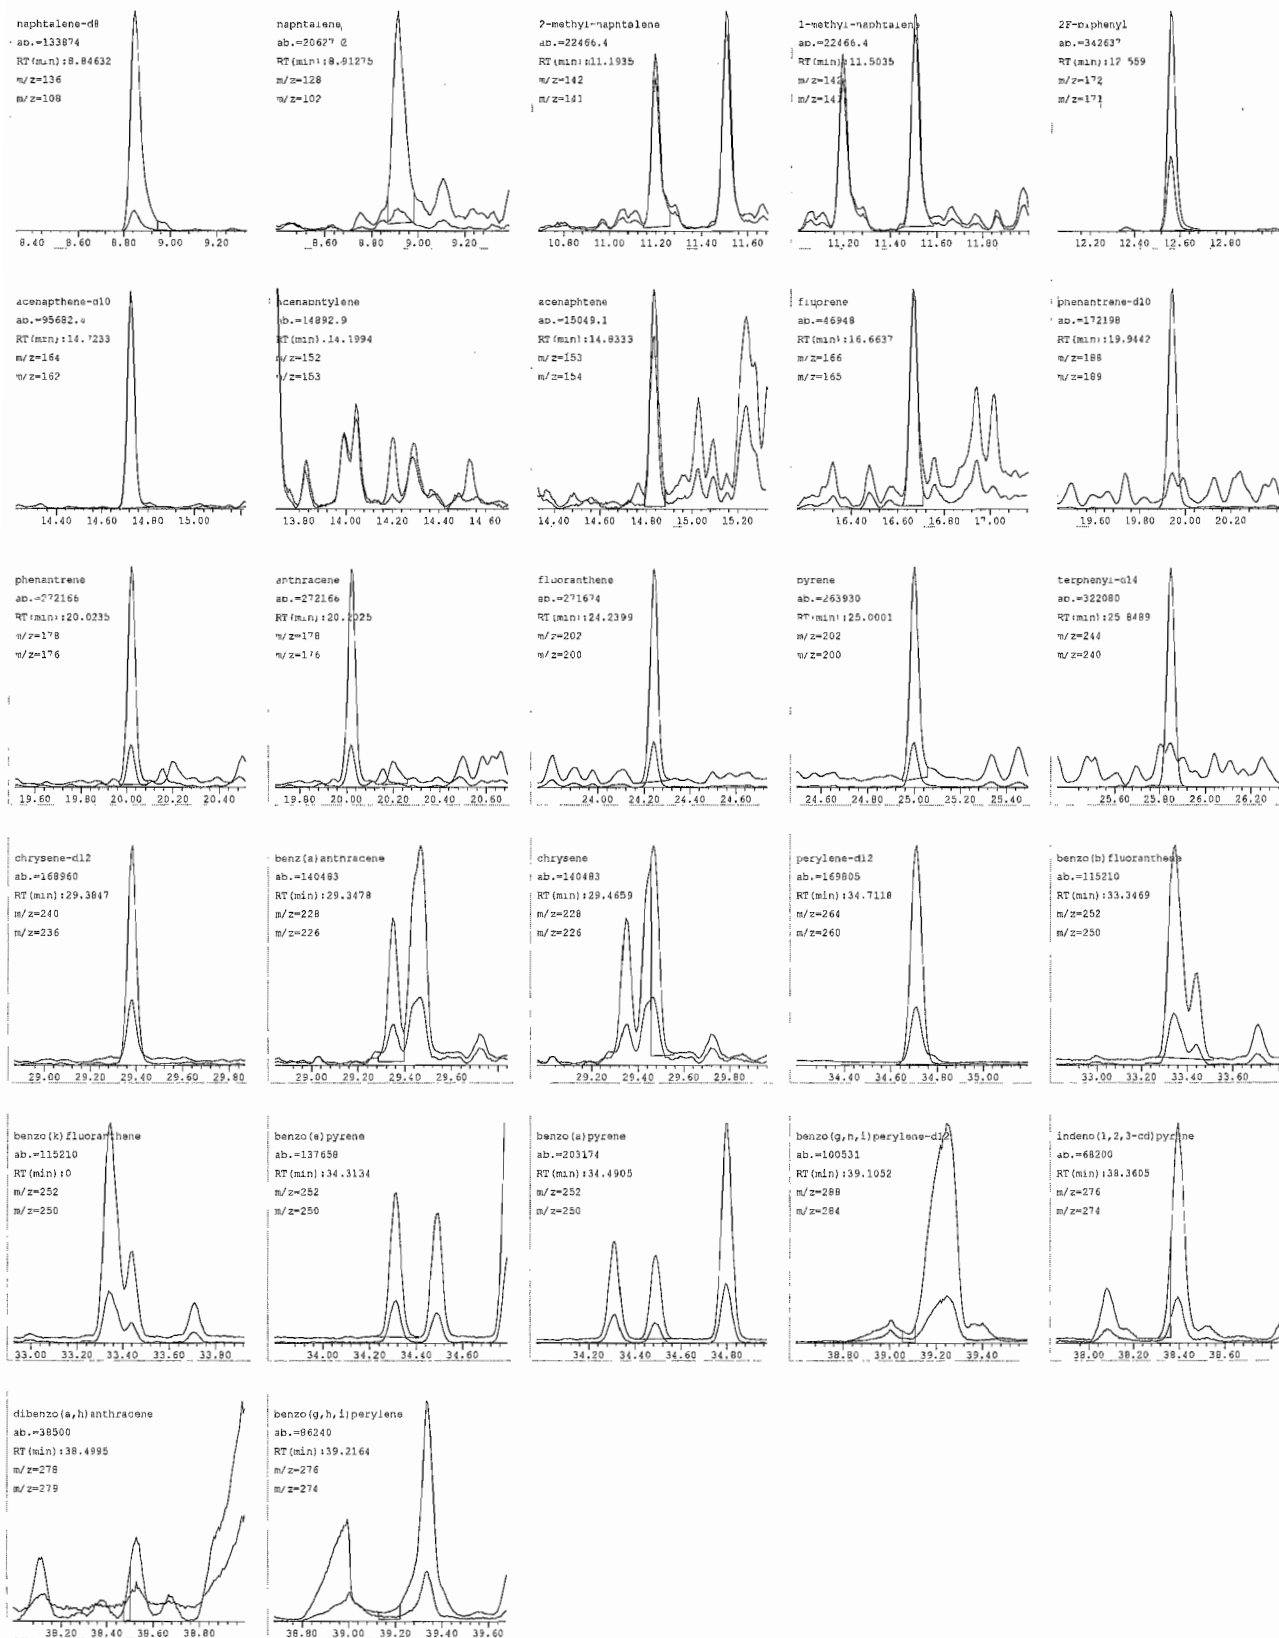 naphtalene-d8
ab.=133874
RT(min):8.84632
m/z=136
m/z=108
8.40 8.60 8.80 9.00 9.20
naphtalene
m/z=128
m/z=102
8.60 8.80 9.00 9.20
2-methyl-naphtalene
ab.=22466.4
RT(min):11.1935
m/z=142
m/z=141
10.80 11.00 11.20 11.40 11.60
1-methyl-naphtalene
ab.=22466.4
RT(min):11.5035
m/z=142
m/z=141
11.20 11.40 11.60 11.80
2F-biphenyl
ab.=342637
RT(min):12 559
m/z=172
m/z=171
12.20 12.40 12.60 12.80
acenapthene-d10
ab.=95682.4
RT(min):14.7233
m/z=164
m/z=162
14.40 14.60 14.80 15.00
acenaphtylene
ab.=14892.9
RT(min).14.1994
m/z=152
m/z=153
13.80 14.00 14.20 14.40 14 60
acenaphtene
ab.=15049.1
RT(min):14.8333
m/z=153
m/z=154
14.40 14.60 14.80 15.00 15.20
fluorene
ab.=46948
RT(min):16.6637
m/z=166
m/z=165
16.40 16.60 16.80 17.00
phenantrene-d10
ab.=172198
RT(min):19.9442
m/z=188
m/z=189
19.60 19.80 20.00 20.20
phenantrene
ab.=272166
RT(min):20.0235
m/z=178
m/z=176
19.60 19.80 20.00 20.20 20.40
anthracene
ab.=272166
RT(min):20.2025
m/z=178
m/z=176
19.80 20.00 20.20 20.40 20.60
fluoranthene
ab.=271674
RT(min):24.2399
m/z=202
m/z=200
24.00 24.20 24.40 24.60
pyrene
ab.=263930
RT(min):25.0001
m/z=202
m/z=200
24.60 24.80 25.00 25.20 25.40
terphenyl-d14
ab.=322080
RT(min):25 8489
m/z=244
m/z=240
25.60 25.80 26.00 26.20
chrysene-d12
ab.=168960
RT(min):29.3847
m/z=240
m/z=236
29.00 29.20 29.40 29.60 29.80
benz(a)anthracene
ab.=140483
RT(min):29.3478
m/z=228
m/z=226
29.00 29.20 29.40 29.60
chrysene
ab.=140483
RT(min):29.4659
m/z=228
m/z=226
29.20 29.40 29.60 29.80
perylene-d12
ab.=169805
RT(min):34.7118
m/z=264
m/z=260
34.40 34.60 34.80 35.00
benzo(b)fluoranthene
ab.=115210
RT(min):33.3469
m/z=252
m/z=250
33.00 33.20 33.40 33.60
benzo(k)fluoranthene
ab.=115210
RT(min):0
m/z=252
m/z=250
33.00 33.20 33.40 33.60 33.80
benzo(e)pyrene
ab.=137658
RT(min):34.3134
m/z=252
m/z=250
34.00 34.20 34.40 34.60
benzo(a)pyrene
ab.=203174
RT(min):34.4905
m/z=252
m/z=250
34.20 34.40 34.60 34.80
benzo(g,h,i)perylene-d12
ab.=100531
RT(min):39.1052
m/z=288
m/z=284
38.80 39.00 39.20 39.40
indeno(1,2,3-cd)pyrene
ab.=68200
RT(min):38.3605
m/z=276
m/z=274
38.00 38.20 38.40 38.60
dibenzo(a,h)anthracene
ab.=38500
RT(min):38.4995
m/z=278
m/z=279
38.20 38.40 38.60 38.80
benzo(g,h,i)perylene
ab.=86240
RT(min):39.2164
m/z=276
m/z=274
38.80 39.00 39.20 39.40 39.60